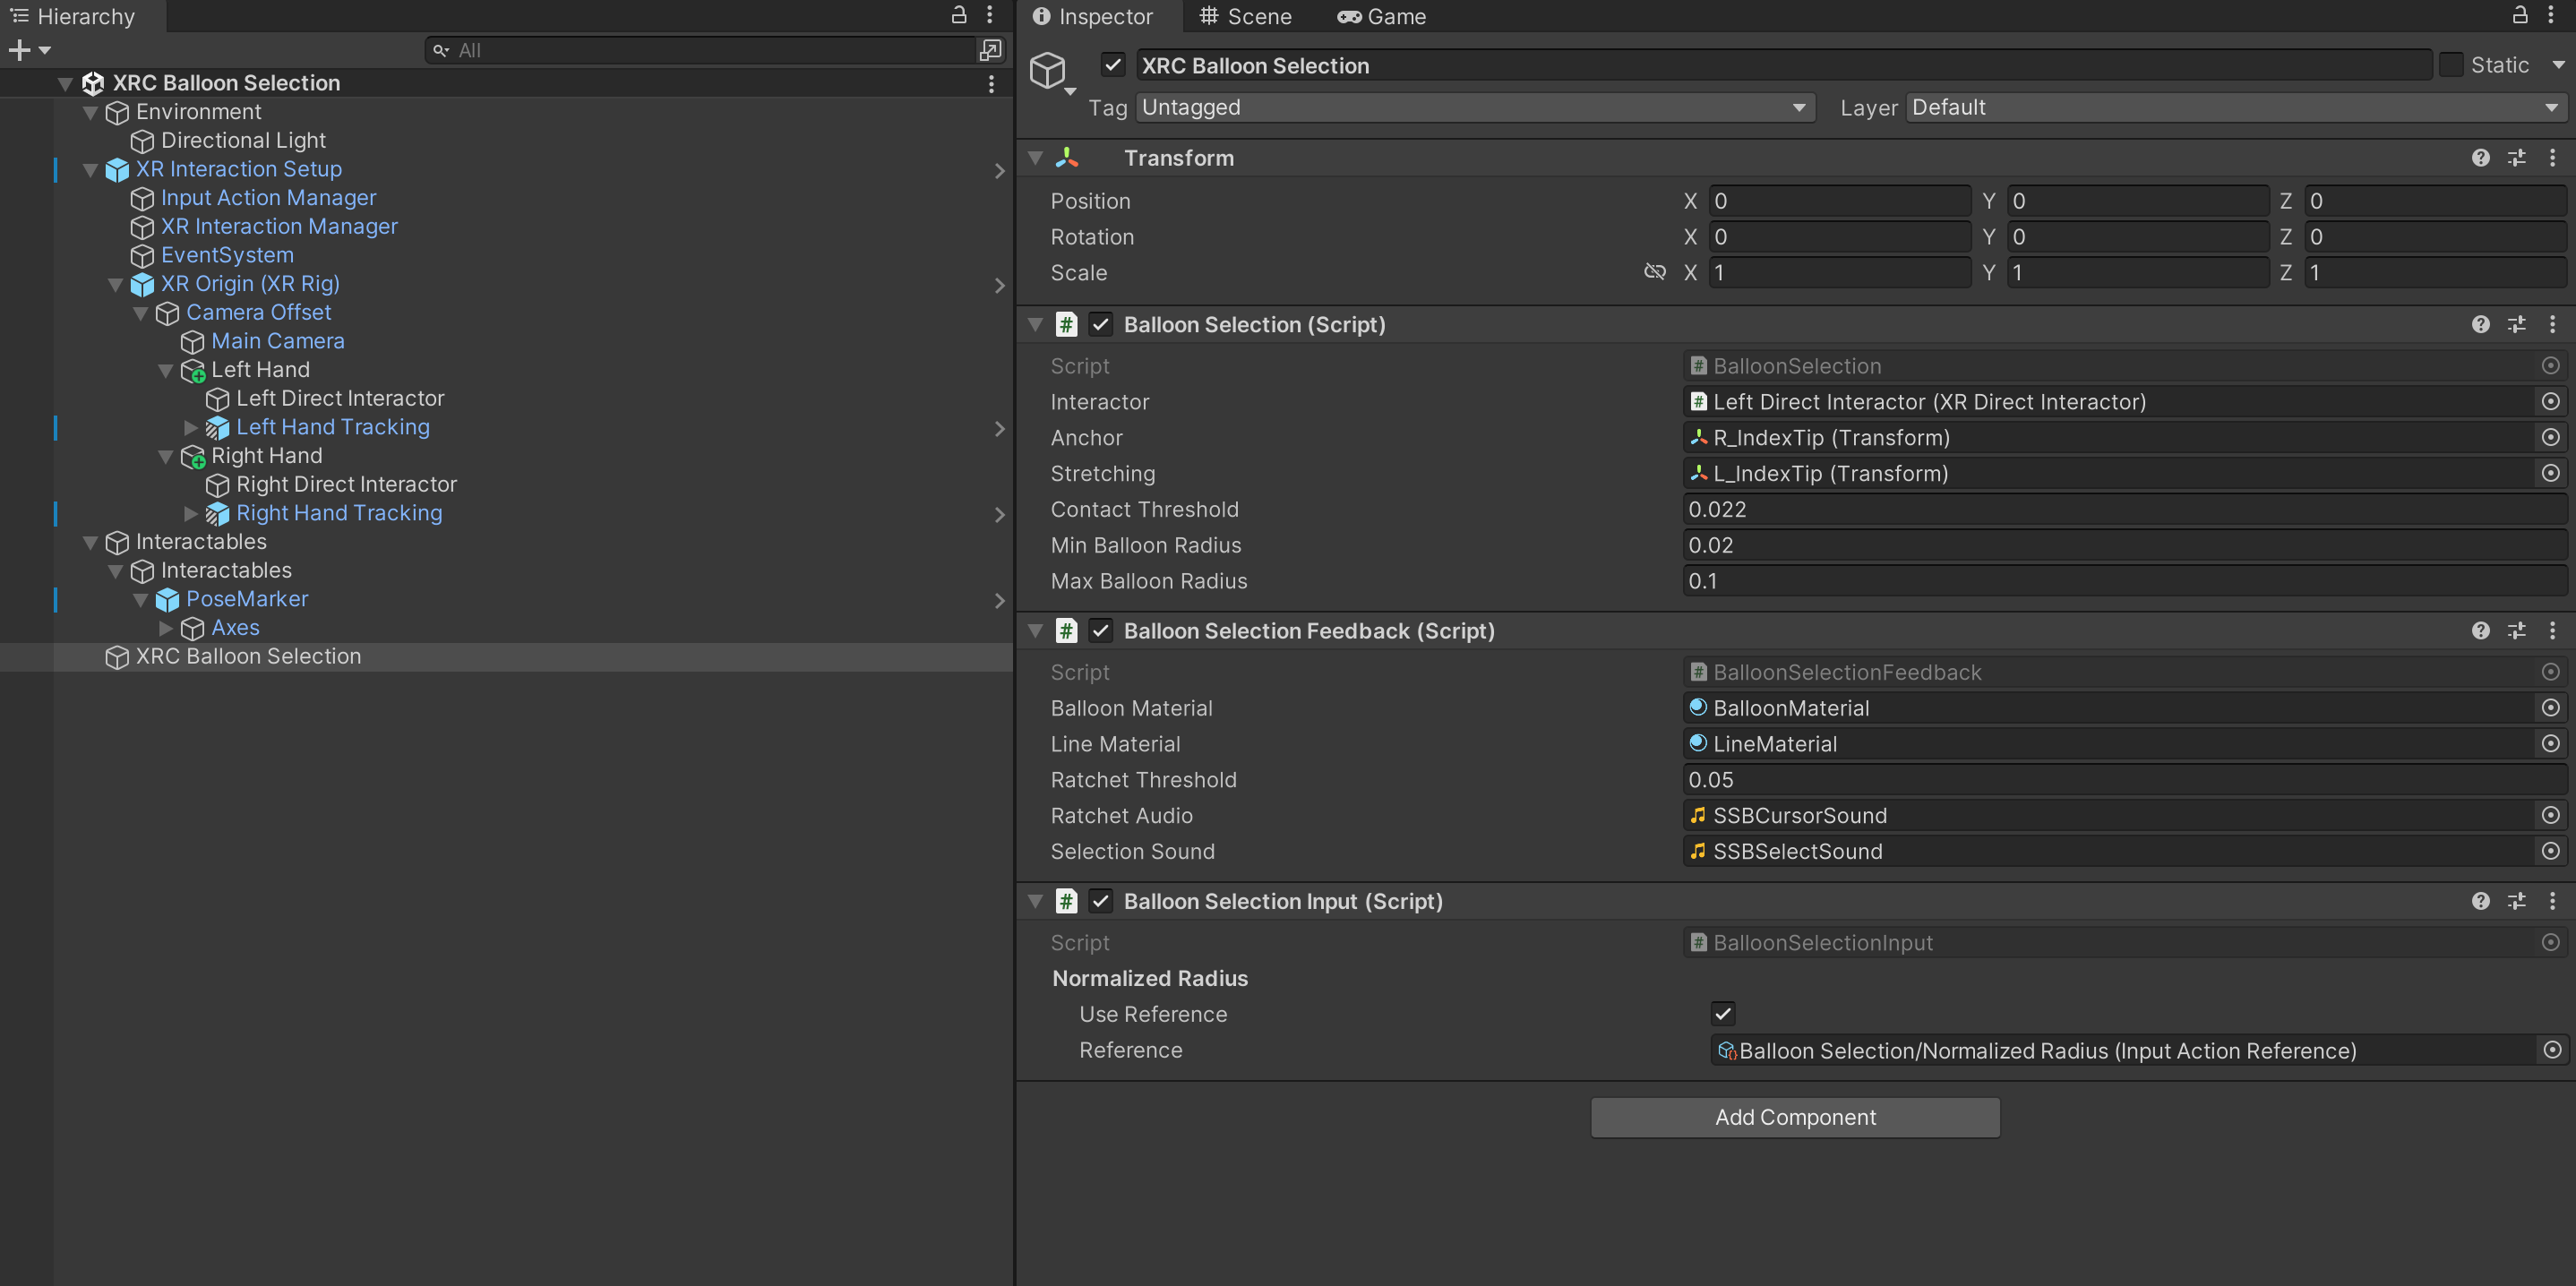 Hierarchy
All
XRC Balloon Selection
Environment
Directional Light
XR Interaction Setup
Input Action Manager
XR Interaction Manager
EventSystem
XR Origin (XR Rig)
Camera Offset
Main Camera
Left Hand
Left Direct Interactor
Left Hand Tracking
Right Hand
Right Direct Interactor
Right Hand Tracking
Interactables
Interactables
PoseMarker
Axes
XRC Balloon Selection
Inspector Scene Game
XRC Balloon Selection Static
Tag Untagged Layer Default
Transform
Position X 0 Y 0 Z 0
Rotation X 0 Y 0 Z 0
Scale X 1 Y 1 Z 1
Balloon Selection (Script)
Script BalloonSelection
Interactor Left Direct Interactor (XR Direct Interactor)
Anchor R_IndexTip (Transform)
Stretching L_IndexTip (Transform)
Contact Threshold 0.022
Min Balloon Radius 0.02
Max Balloon Radius 0.1
Balloon Selection Feedback (Script)
Script BalloonSelectionFeedback
Balloon Material BalloonMaterial
Line Material LineMaterial
Ratchet Threshold 0.05
Ratchet Audio SSBCursorSound
Selection Sound SSBSelectSound
Balloon Selection Input (Script)
Script BalloonSelectionInput
Normalized Radius
Use Reference
Reference Balloon Selection/Normalized Radius (Input Action Reference)
Add Component